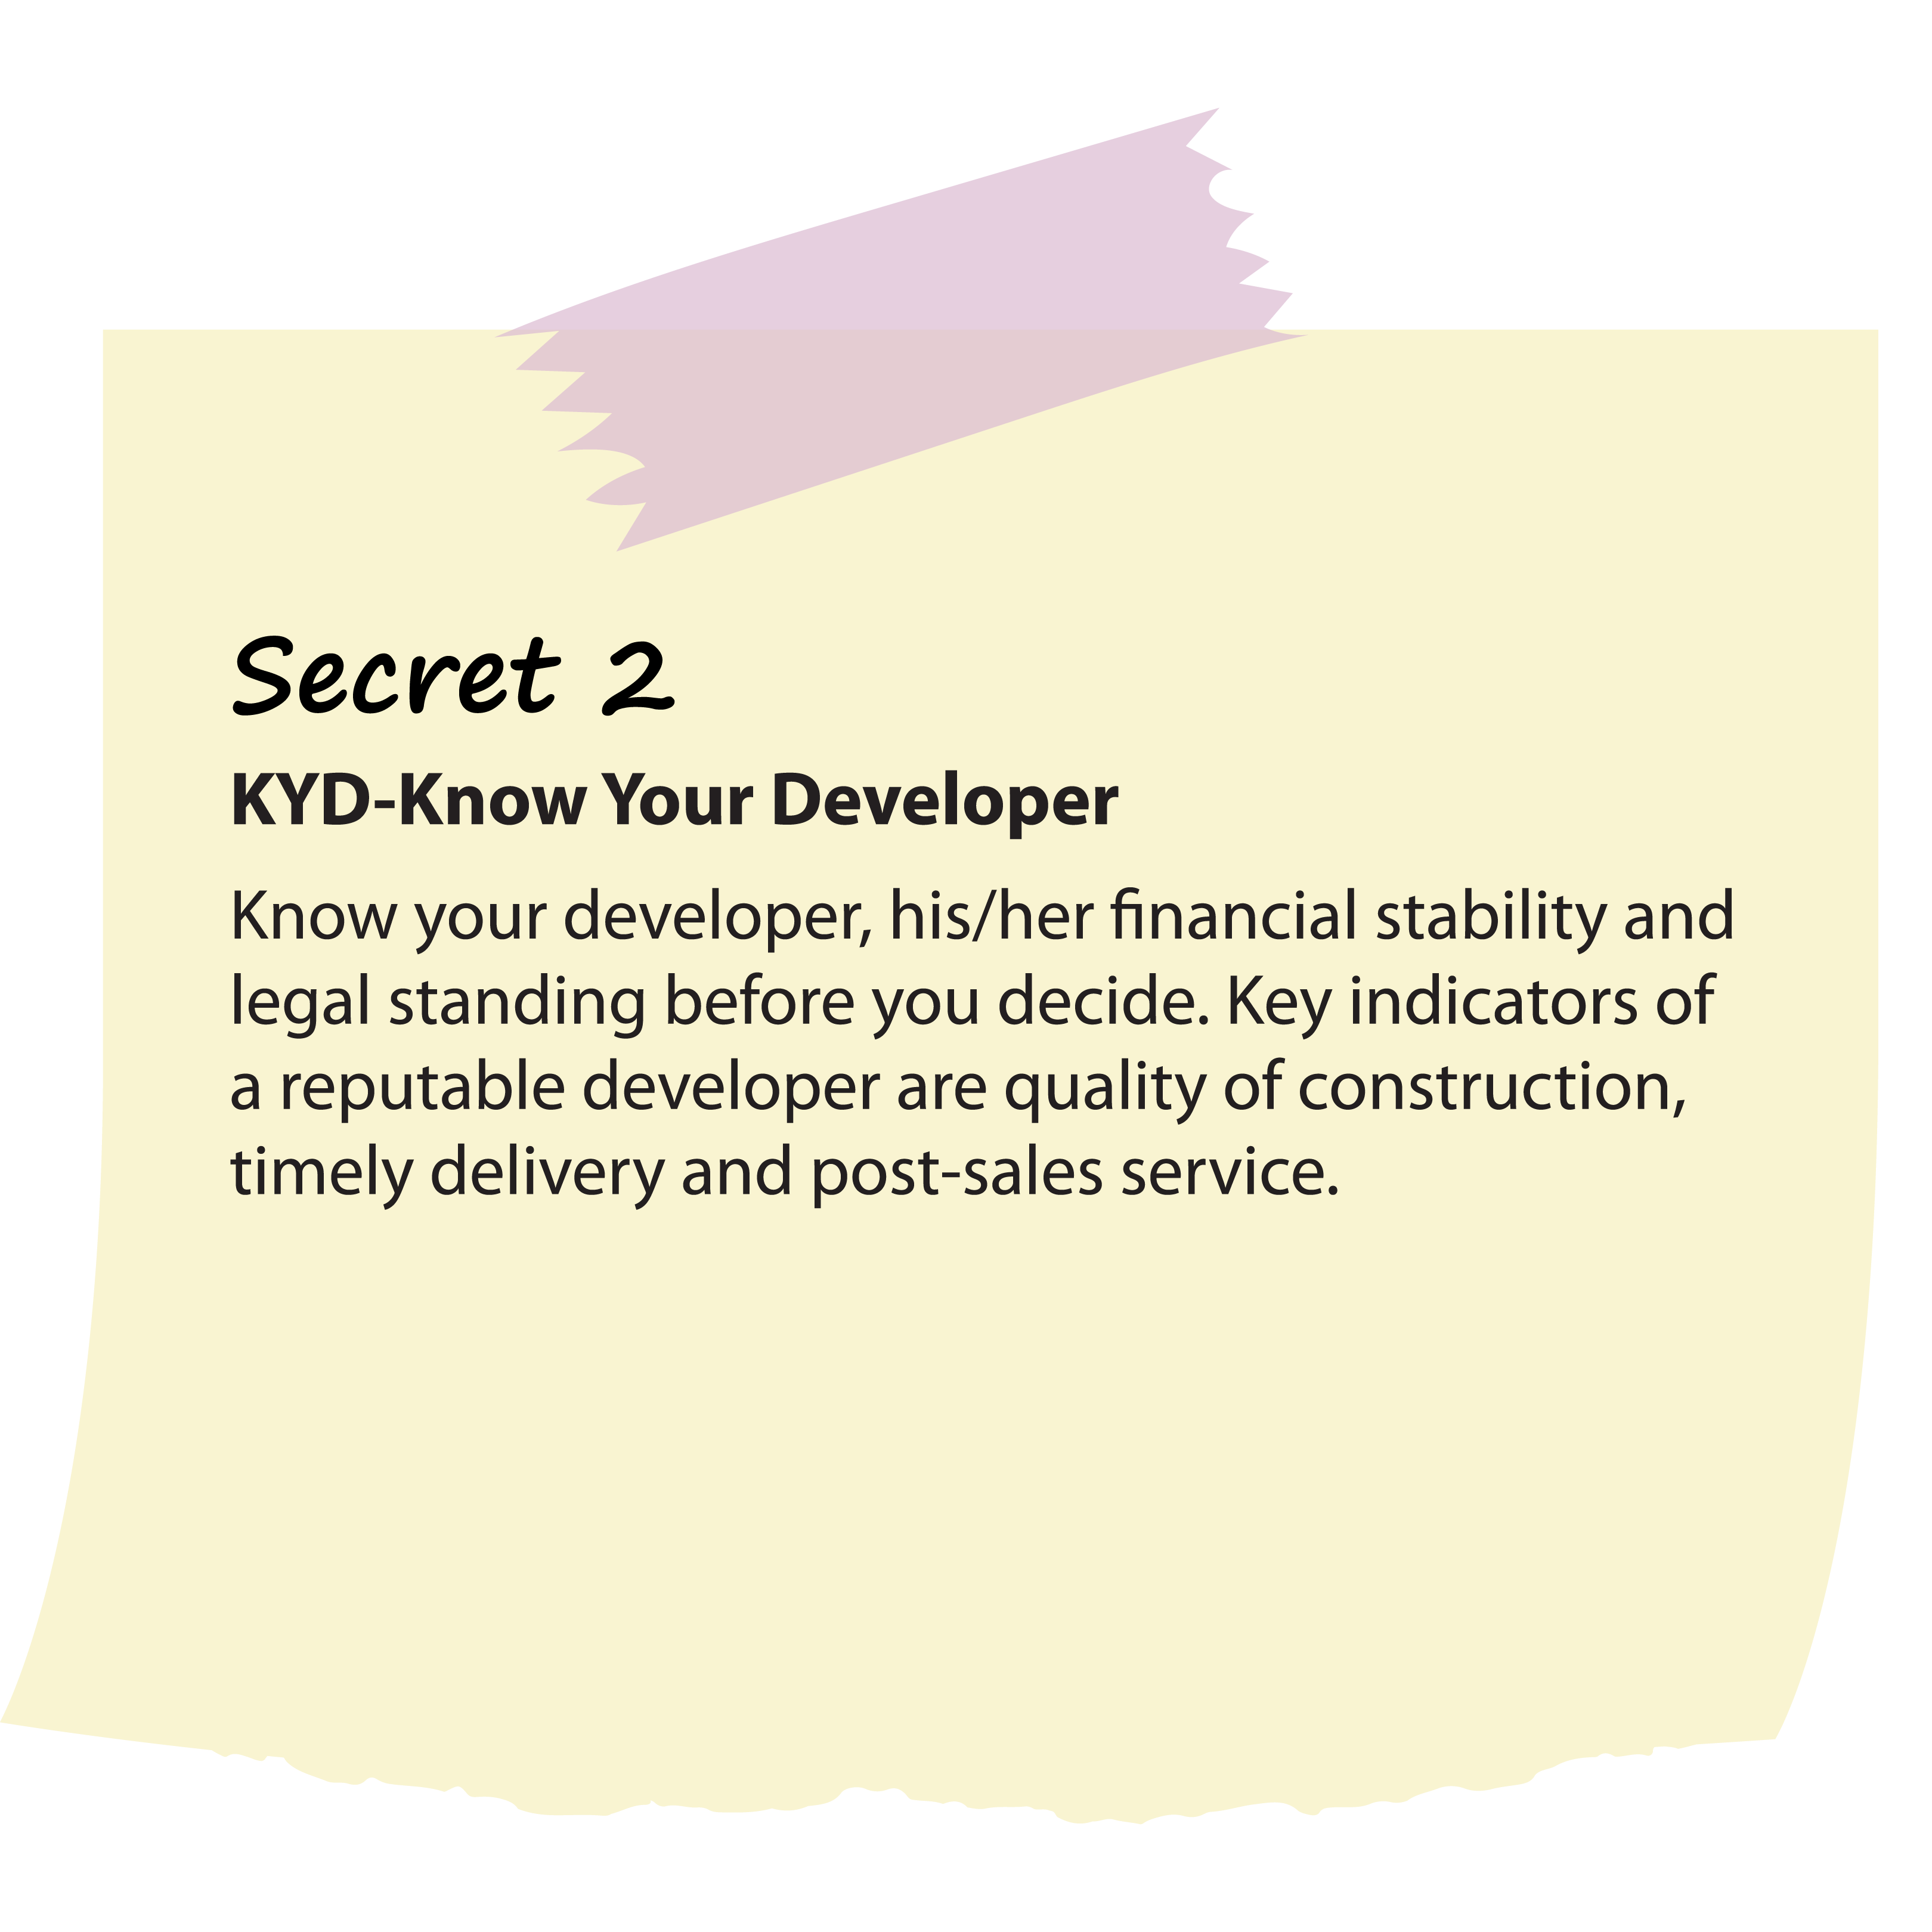 Secret 2
KYD-Know Your Developer
Know your developer, his/her financial stability and
legal standing before you decide. Key indicators of
a reputable developer are quality of construction,
timely delivery and post-sales service.